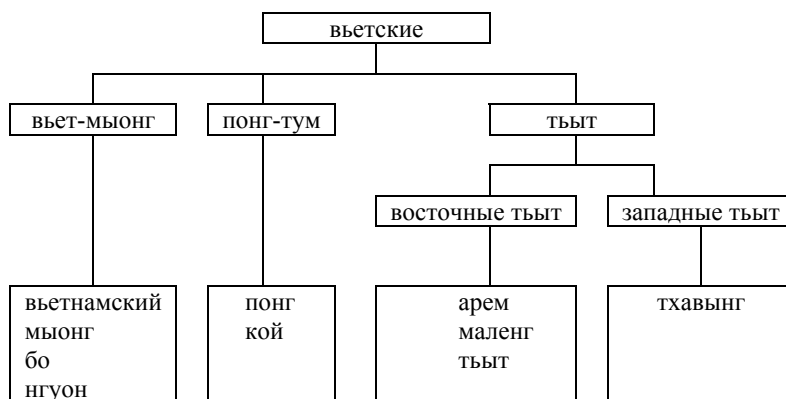 вьетские
вьет-мыонг
понг-тум
тьыт
восточные тьыт
западные тьыт
вьетнамский
мыонг
бо
нгуон
понг
кой
арем
маленг
тьыт
тхавынг